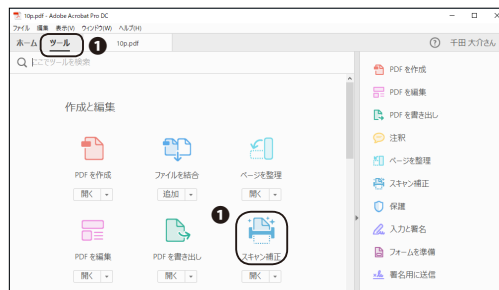 10p.pdf - Adobe Acrobat Pro DC
ファイル 編集 表示(V) ウィンドウ(W) ヘルプ(H)
ホーム ツール 1 10p.pdf
千田 大介さん
ここでツールを検索
作成と編集
PDF を作成 ファイルを結合 ページを整理
開く 追加 開く
1
PDF を編集 PDF を書き出し スキャン補正
開く 開く 開く
PDF を作成
PDF を編集
PDF を書き出し
注釈
ページを整理
スキャン補正
保護
入力と署名
フォームを準備
署名用に送信